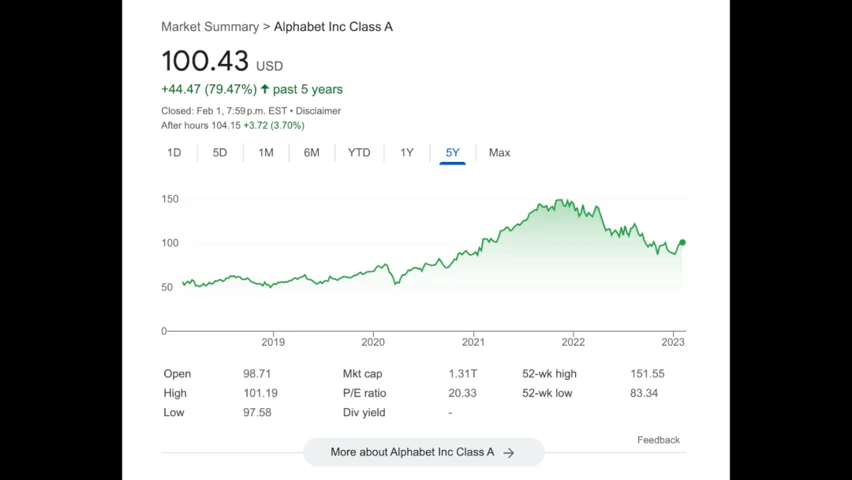 Market Summary > Alphabet Inc Class A
100.43 USD
+44.47 (79.47%) ↑ past 5 years
Closed: Feb 1, 7:59 p.m. EST • Disclaimer
After hours 104.15 +3.72 (3.70%)
1D 5D 1M 6M YTD 1Y 5Y Max
150
100
50
0
2019 2020 2021 2022 2023
Open 98.71 Mkt cap 1.31T 52-wk high 151.55
High 101.19 P/E ratio 20.33 52-wk low 83.34
Low 97.58 Div yield -
Feedback
More about Alphabet Inc Class A →